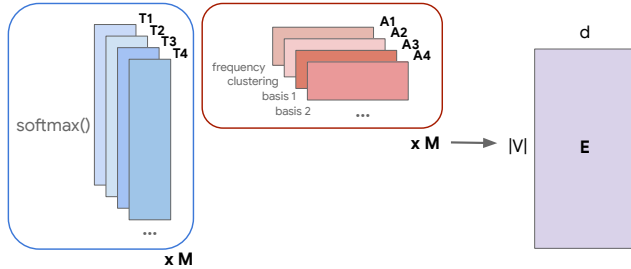 T1
T2
T3
T4
softmax()
...
x M
A1
A2
A3
A4
frequency
clustering
basis 1
basis 2
...
x M
d
|V|
E